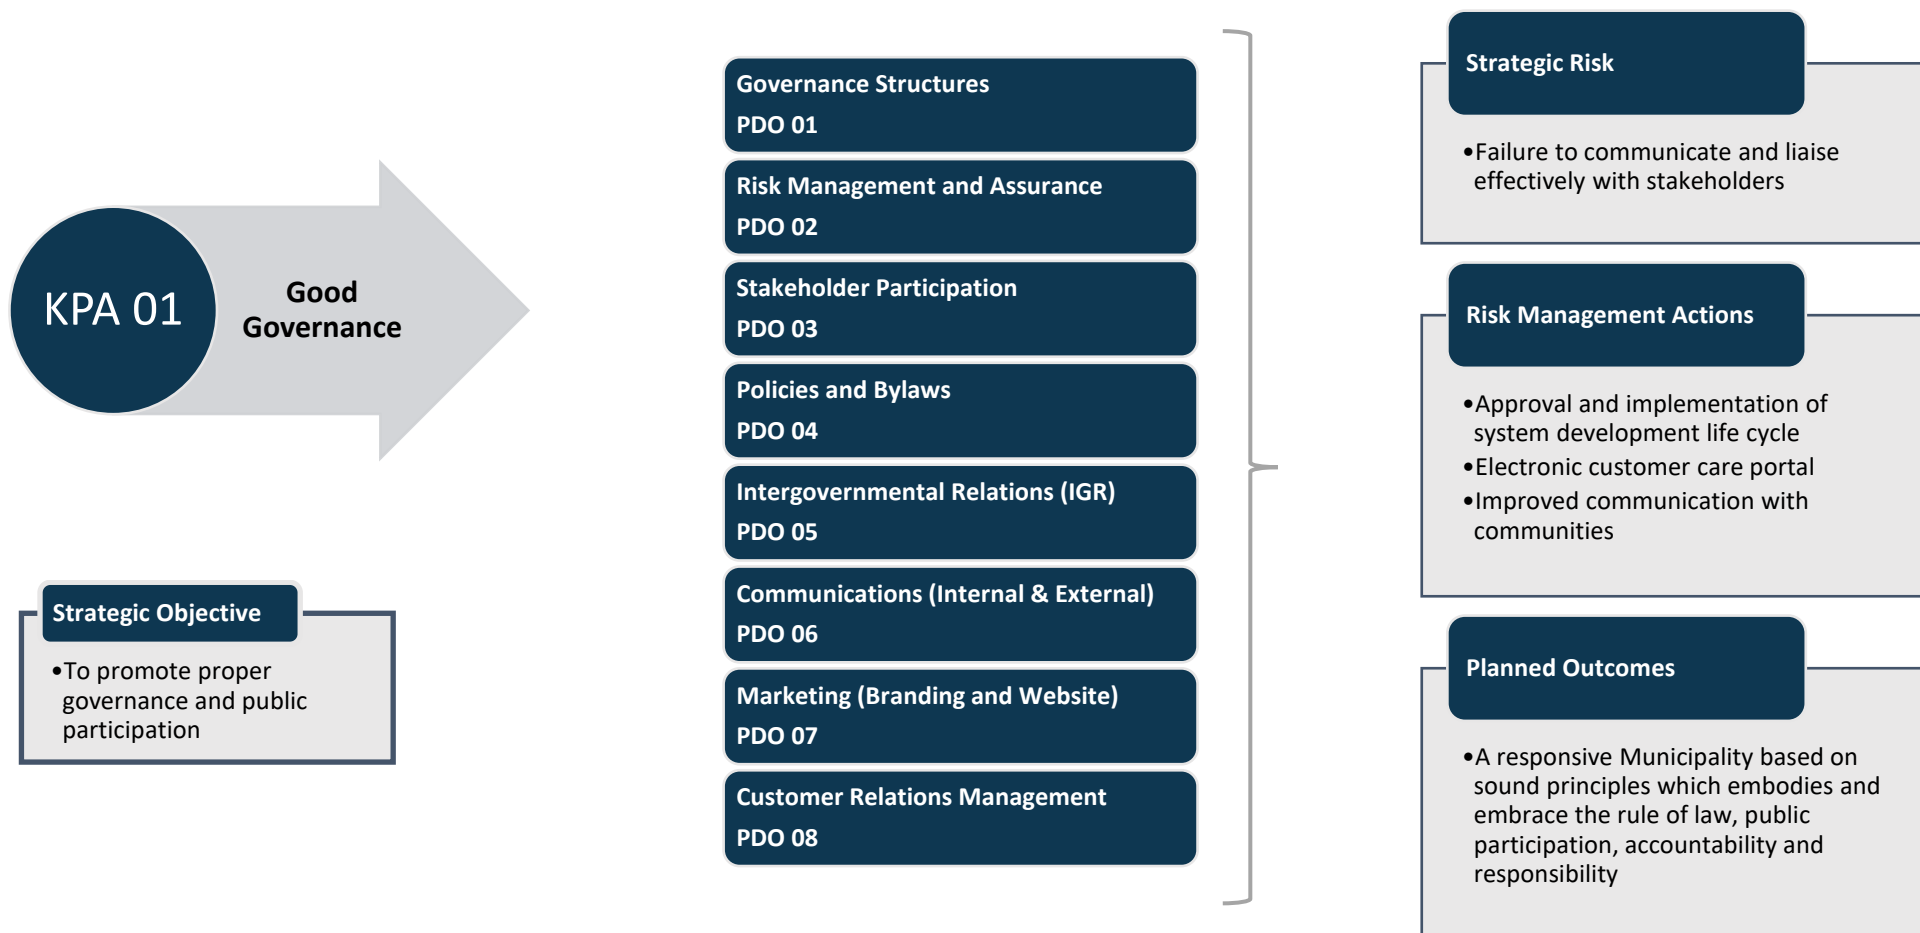 KPA 01
Good
Governance
Strategic Objective
•To promote proper
governance and public
participation
Governance Structures
PDO 01
Risk Management and Assurance
PDO 02
Stakeholder Participation
PDO 03
Policies and Bylaws
PDO 04
Intergovernmental Relations (IGR)
PDO 05
Communications (Internal & External)
PDO 06
Marketing (Branding and Website)
PDO 07
Customer Relations Management
PDO 08
Strategic Risk
•Failure to communicate and liaise
effectively with stakeholders
Risk Management Actions
•Approval and implementation of
system development life cycle
•Electronic customer care portal
•Improved communication with
communities
Planned Outcomes
•A responsive Municipality based on
sound principles which embodies and
embrace the rule of law, public
participation, accountability and
responsibility